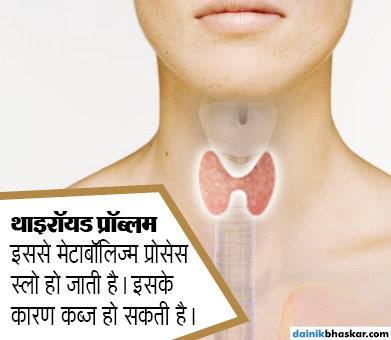 थाइरॉयड प्रॉब्लम
इससे मेटाबॉलिज्म प्रोसेस
स्लो हो जाती है। इसके
कारण कब्ज हो सकती है।
dainikbhaskar.com